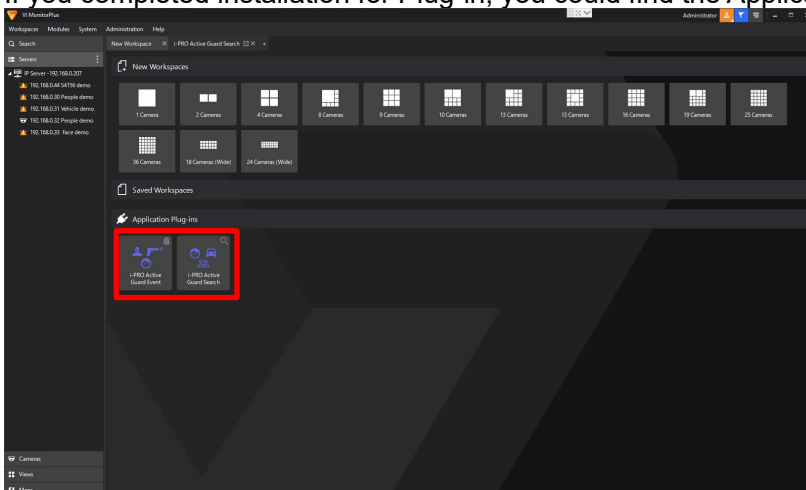 If you completed installation for Plug-in, you could find the Applica
VI MonitorPlus
Administrator
Workspaces Modules System Administration Help
Search
New Workspace
i-PRO Active Guard Search
Servers
New Workspaces
IP Server - 192.168.0.207
192.168.0.44 S4156 demo
192.168.0.30 People demo
192.168.0.31 Vehicle demo
192.168.0.32 People demo
192.168.0.33 Face demo
1 Camera
2 Cameras
4 Cameras
8 Cameras
9 Cameras
10 Cameras
13 Cameras
13 Cameras
16 Cameras
19 Cameras
25 Cameras
36 Cameras
18 Cameras (Wide)
24 Cameras (Wide)
Saved Workspaces
Application Plug-ins
i-PRO Active
Guard Event
i-PRO Active
Guard Search
Cameras
Views
Maps